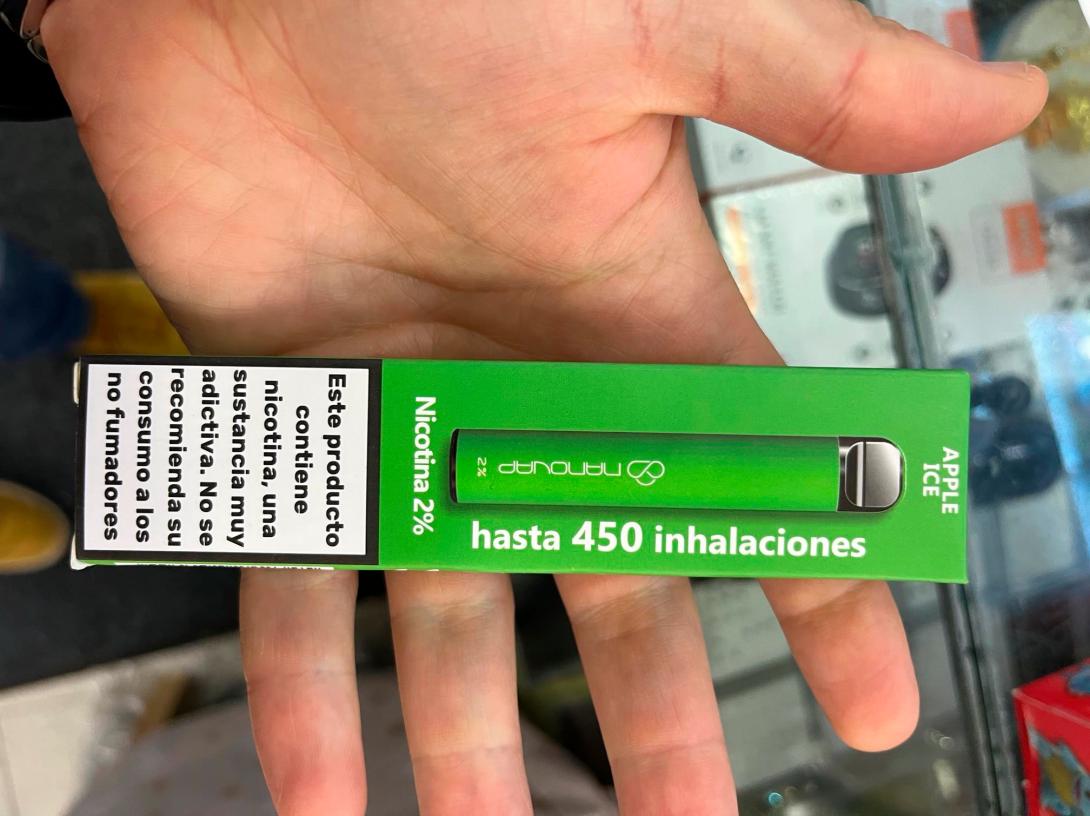 Este producto
contiene
nicotina, una
sustancia muy
adictiva. No se
recomienda su
consumo a los
no fumadores
Nicotina 2%
NANOVAP
2%
hasta 450 inhalaciones
APPLE
ICE